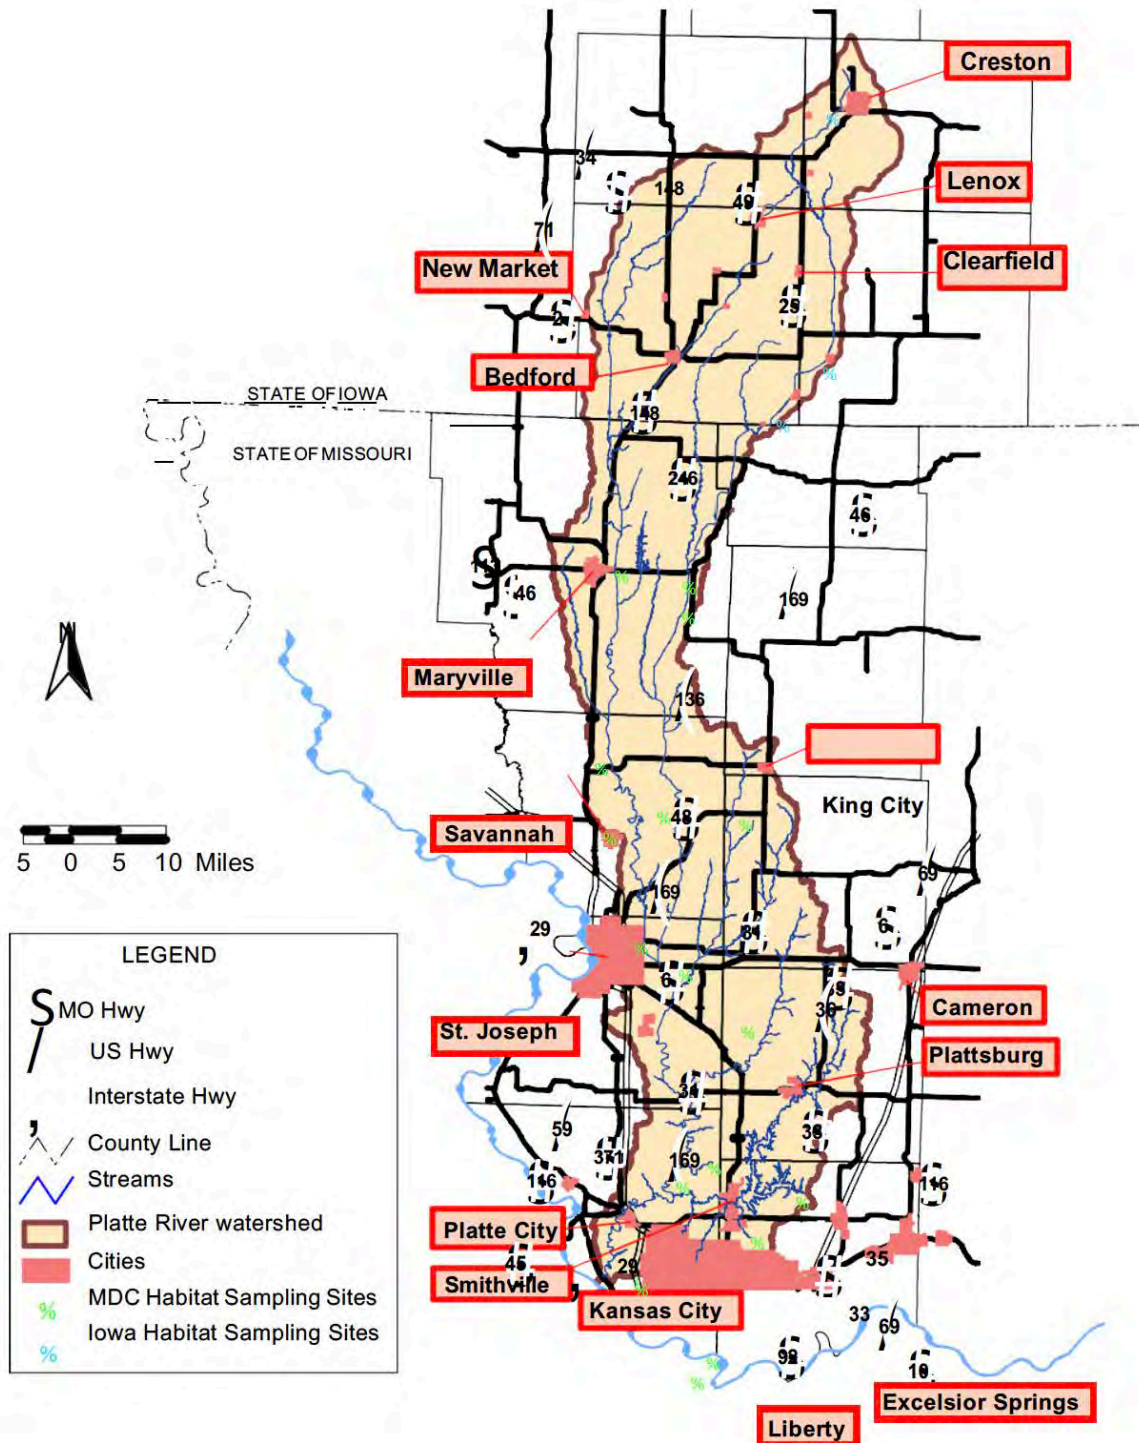 Creston
34
148
49
Lenox
71
New Market
Clearfield
2
25
Bedford
STATE OF IOWA
148
STATE OF MISSOURI
246
46
46
169
N
Maryville
136
King City
48
Savannah
5 0 5 10 Miles
69
169
29
6
6
LEGEND
Cameron
S MO Hwy
St. Joseph
36
US Hwy
Plattsburg
Interstate Hwy
59
371
County Line
169
116
116
Streams
Platte River watershed
Platte City
Cities
45
29
35
Smithville
MDC Habitat Sampling Sites
Kansas City
Iowa Habitat Sampling Sites
33
69
92
10
Excelsior Springs
Liberty